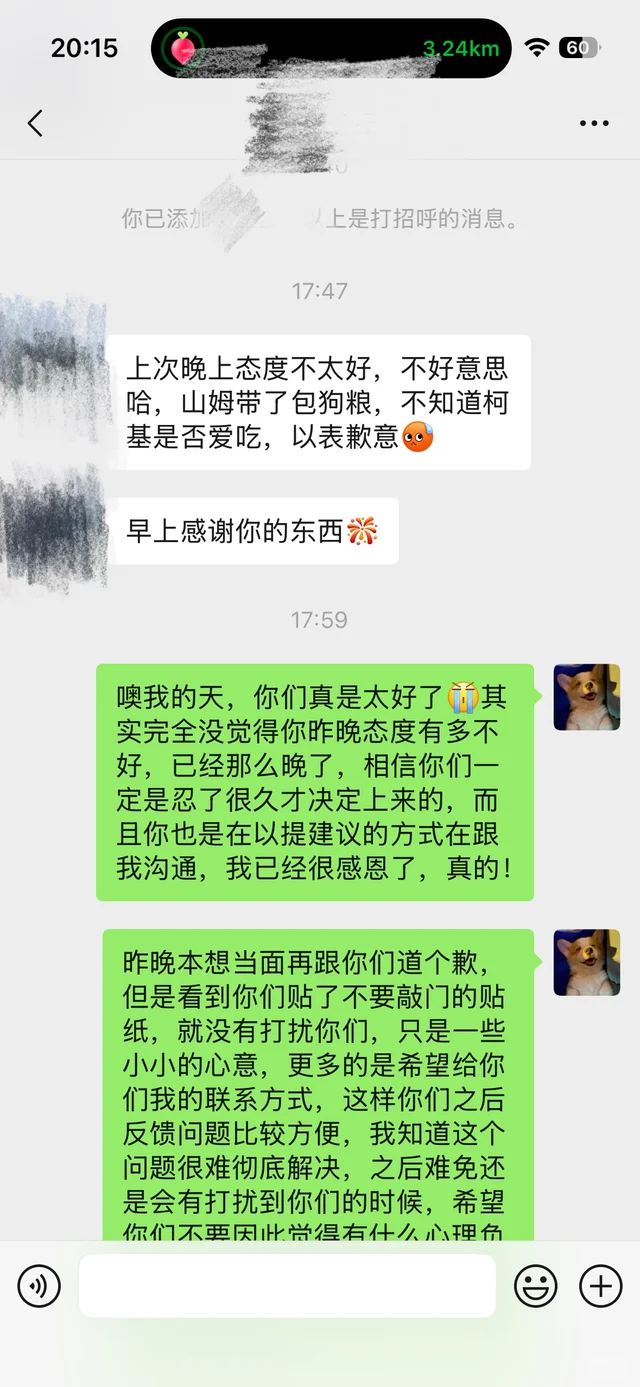 20:15
3.24km
60
你已添加
以上是打招呼的消息。
17:47
上次晚上态度不太好，不好意思
哈，山姆带了包狗粮，不知道柯
基是否爱吃，以表歉意
早上感谢你的东西
17:59
噢我的天，你们真是太好了其
实完全没觉得你昨晚态度有多不
好，已经那么晚了，相信你们一
定是忍了很久才决定上来的，而
且你也是在以提建议的方式在跟
我沟通，我已经很感恩了，真的！
昨晚本想当面再跟你们道个歉，
但是看到你们贴了不要敲门的贴
纸，就没有打扰你们，只是一些
小小的心意，更多的是希望给你
们我的联系方式，这样你们之后
反馈问题比较方便，我知道这个
问题很难彻底解决，之后难免还
是会有打扰到你们的时候，希望
你们不要因此觉得有什么心理负